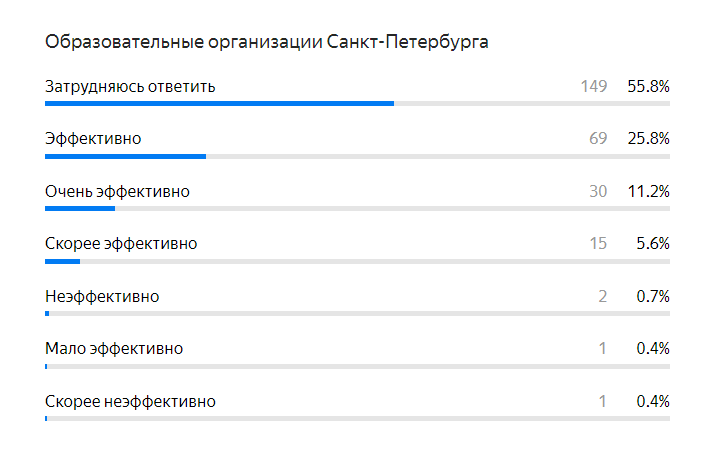 Образовательные организации Санкт-Петербурга
Затрудняюсь ответить 149 55.8%
Эффективно 69 25.8%
Очень эффективно 30 11.2%
Скорее эффективно 15 5.6%
Неэффективно 2 0.7%
Мало эффективно 1 0.4%
Скорее неэффективно 1 0.4%